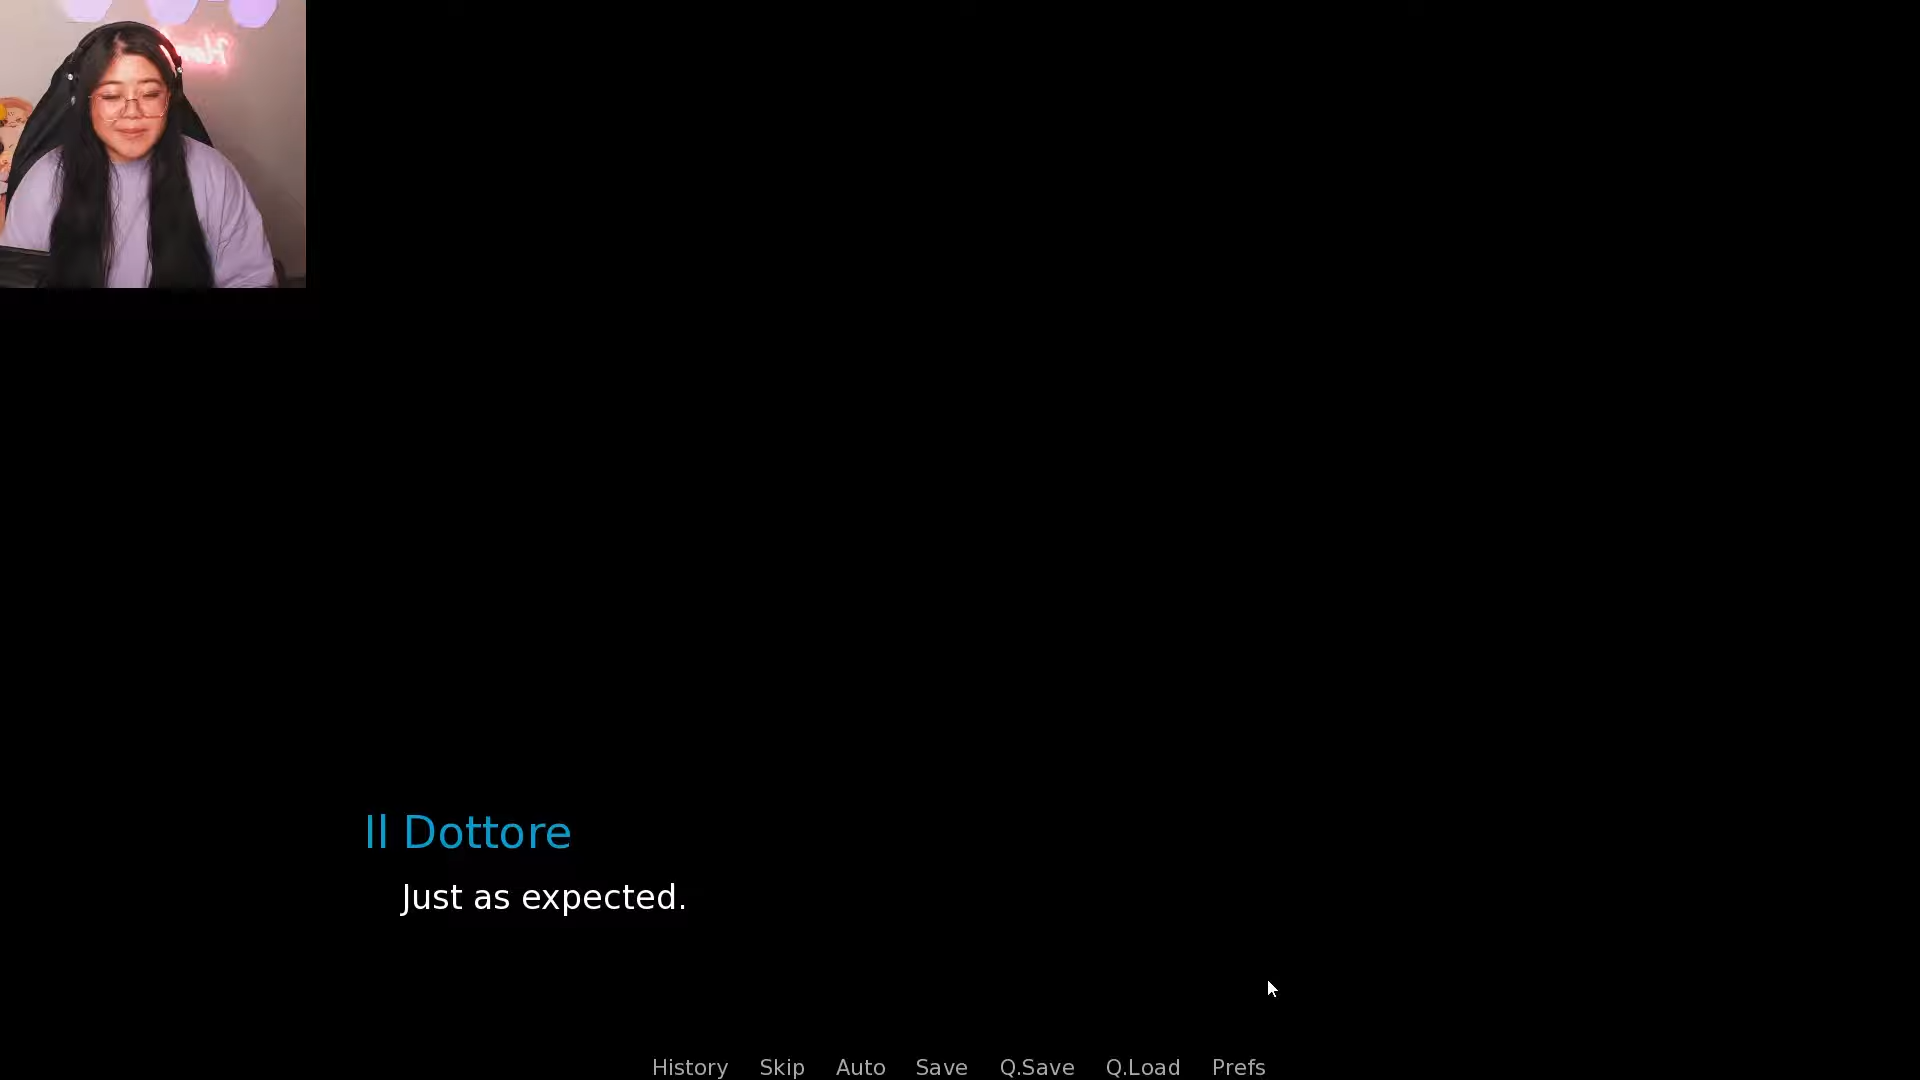 Il Dottore
Just as expected.
History Skip Auto Save Q.Save Q.Load Prefs